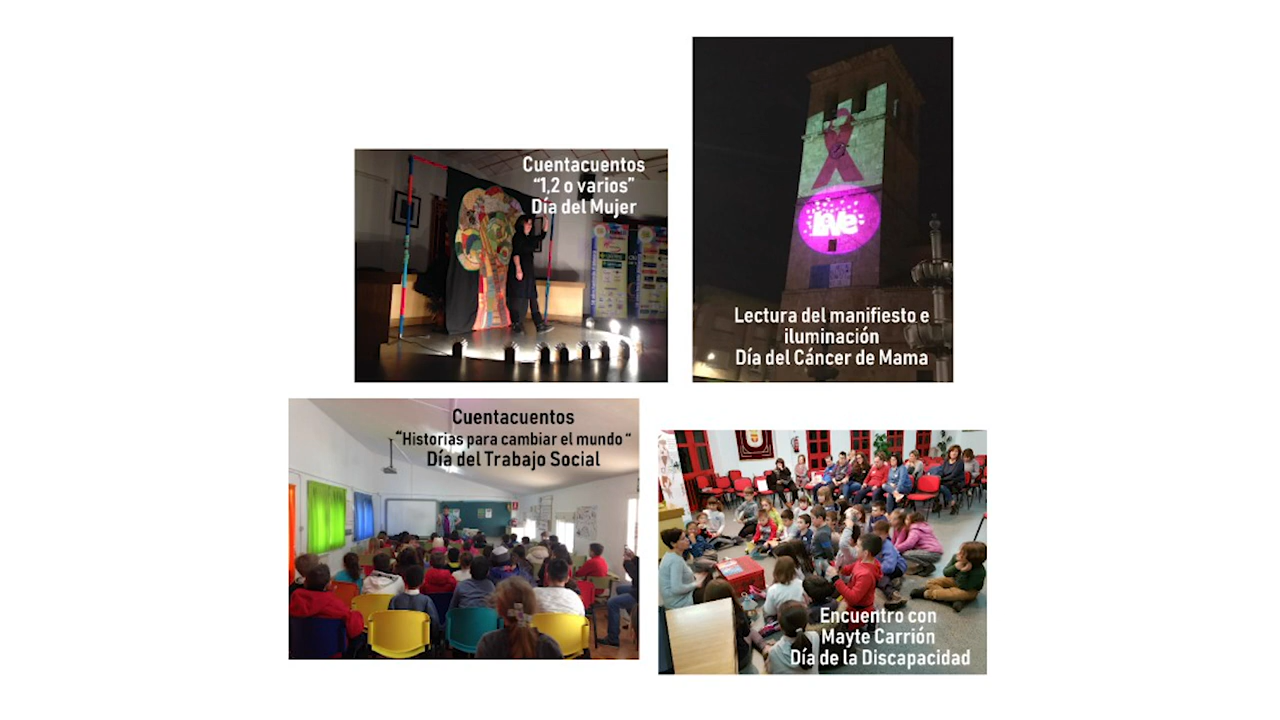 Cuentacuentos
“1,2 o varios”
Día del Mujer
love
Lectura del manifiesto e
iluminación
Día del Cáncer de Mama
Cuentacuentos
“Historias para cambiar el mundo “
Día del Trabajo Social
Encuentro con
Mayte Carrión
Día de la Discapacidad